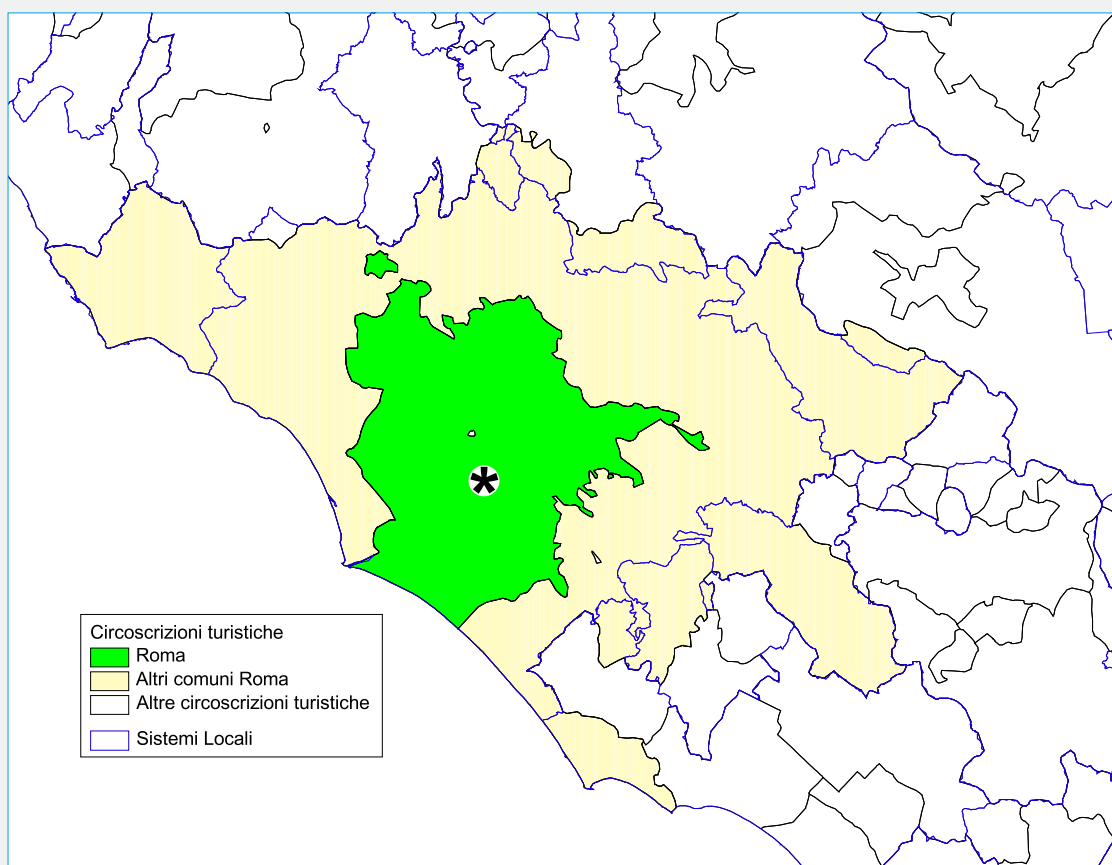 Circoscrizioni turistiche
Roma
Altri comuni Roma
Altre circoscrizioni turistiche
Sistemi Locali